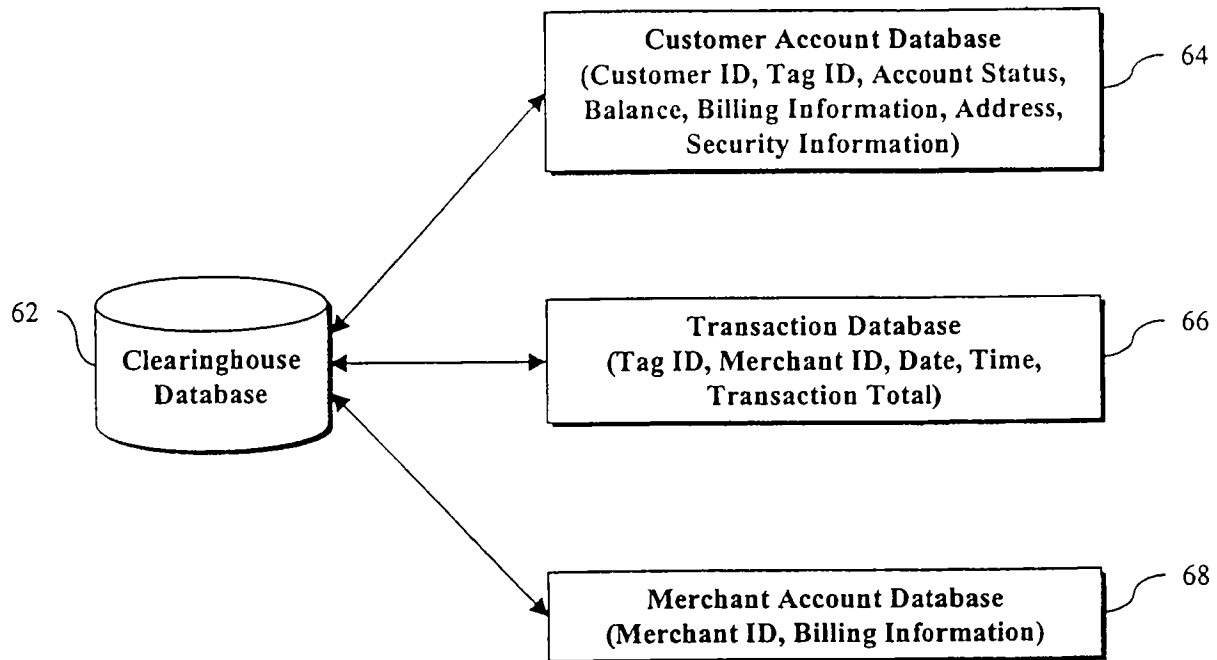 Customer Account Database
(Customer ID, Tag ID, Account Status,
Balance, Billing Information, Address,
Security Information)
64
62
Clearinghouse
Database
Transaction Database
(Tag ID, Merchant ID, Date, Time,
Transaction Total)
66
Merchant Account Database
(Merchant ID, Billing Information)
68